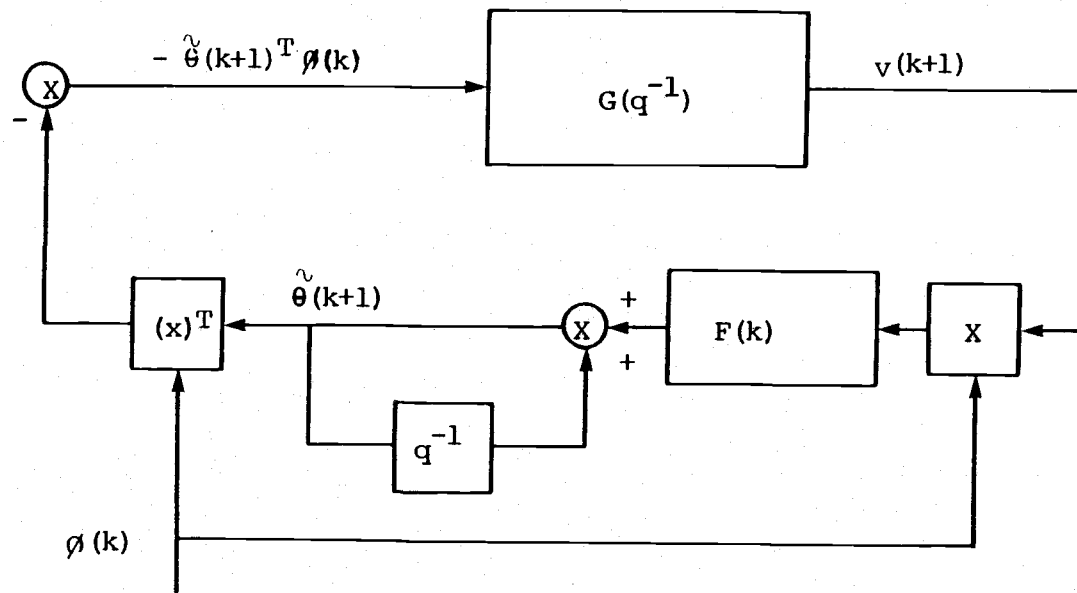 - θ̃(k+1)ᵀ ø(k)
v(k+1)
X
-
G(q⁻¹)
θ̃(k+1)
(x)ᵀ
X
+
+
F(k)
X
q⁻¹
ø(k)